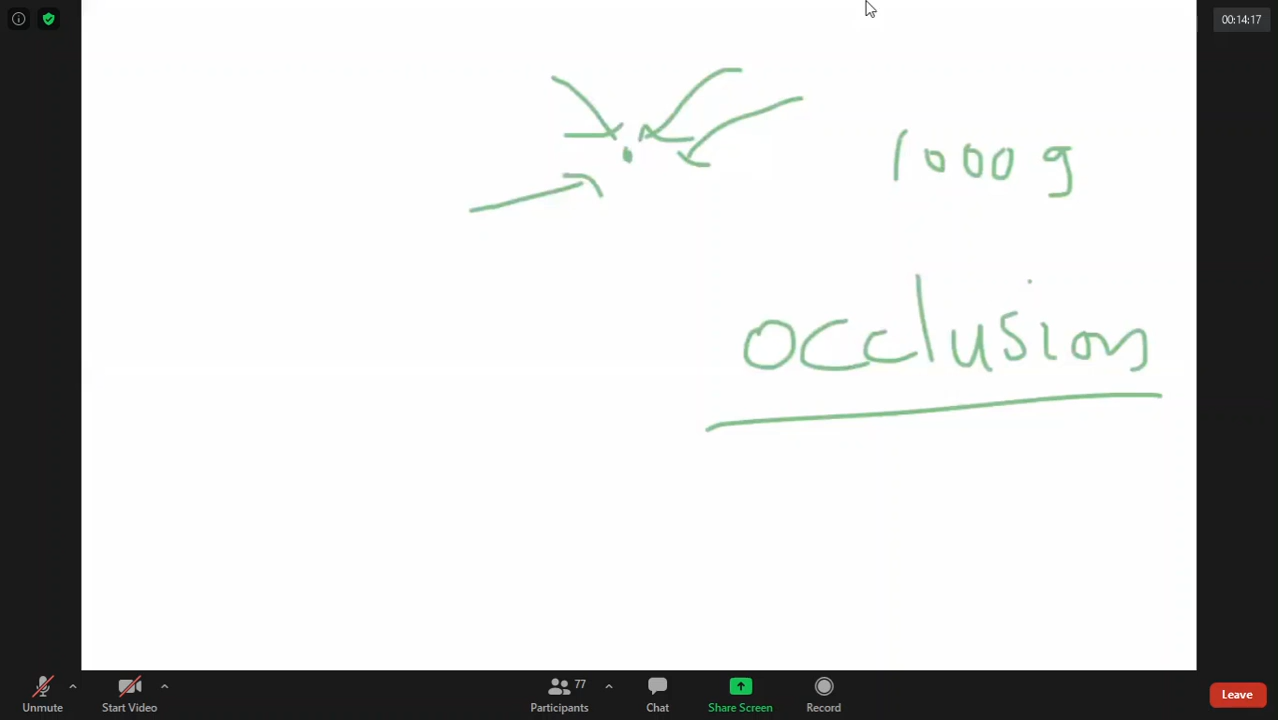 00:14:17
1000 g
occlusion
77
Unmute
Start Video
Participants
Chat
Share Screen
Record
Leave